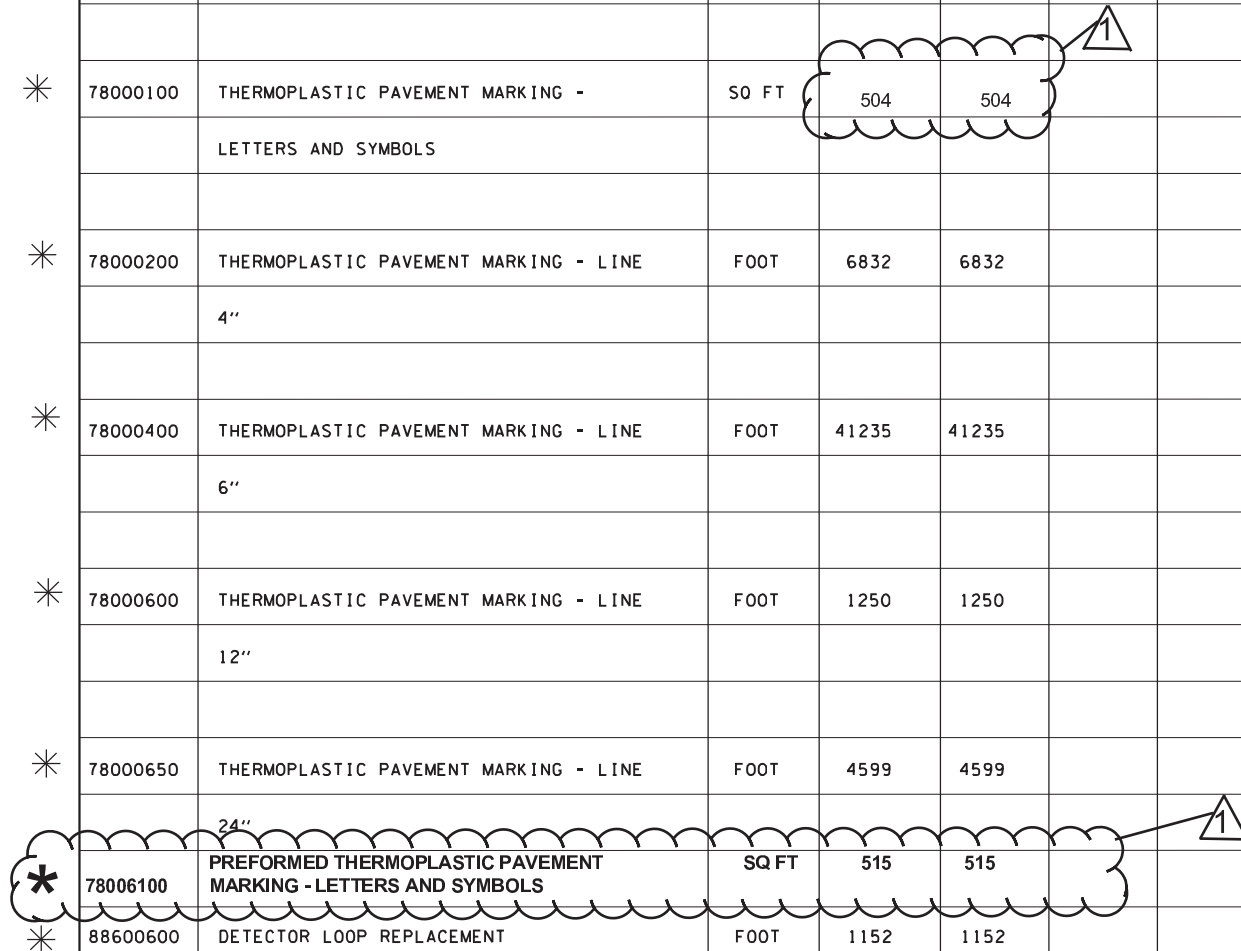 1
78000100 THERMOPLASTIC PAVEMENT MARKING - SQ FT 504 504
LETTERS AND SYMBOLS
78000200 THERMOPLASTIC PAVEMENT MARKING - LINE FOOT 6832 6832
4''
78000400 THERMOPLASTIC PAVEMENT MARKING - LINE FOOT 41235 41235
6''
78000600 THERMOPLASTIC PAVEMENT MARKING - LINE FOOT 1250 1250
12''
78000650 THERMOPLASTIC PAVEMENT MARKING - LINE FOOT 4599 4599
24''
1
PREFORMED THERMOPLASTIC PAVEMENT SQ FT 515 515
* 78006100 MARKING - LETTERS AND SYMBOLS
88600600 DETECTOR LOOP REPLACEMENT FOOT 1152 1152